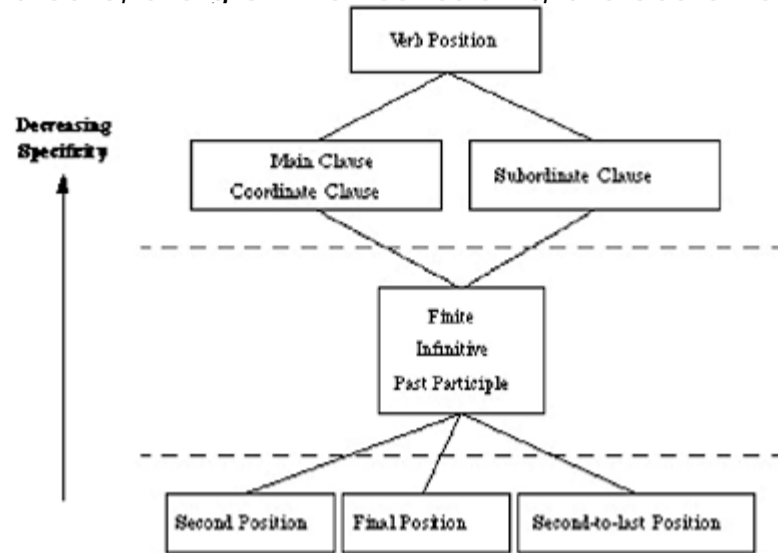 Verb Position
Decreasing
Specificity
Main Clause
Coordinate Clause
Subordinate Clause
Finite
Infinitive
Past Participle
Second Position
Final Position
Second-to-last Position